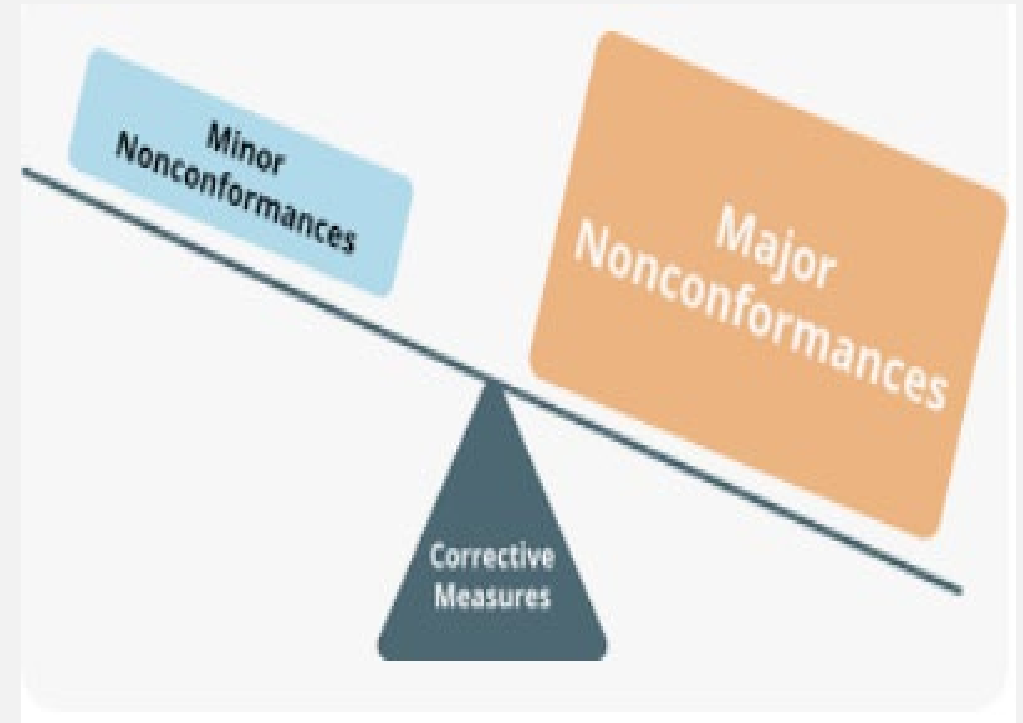 Minor
Nonconformances
Major
Nonconformances
Corrective
Measures